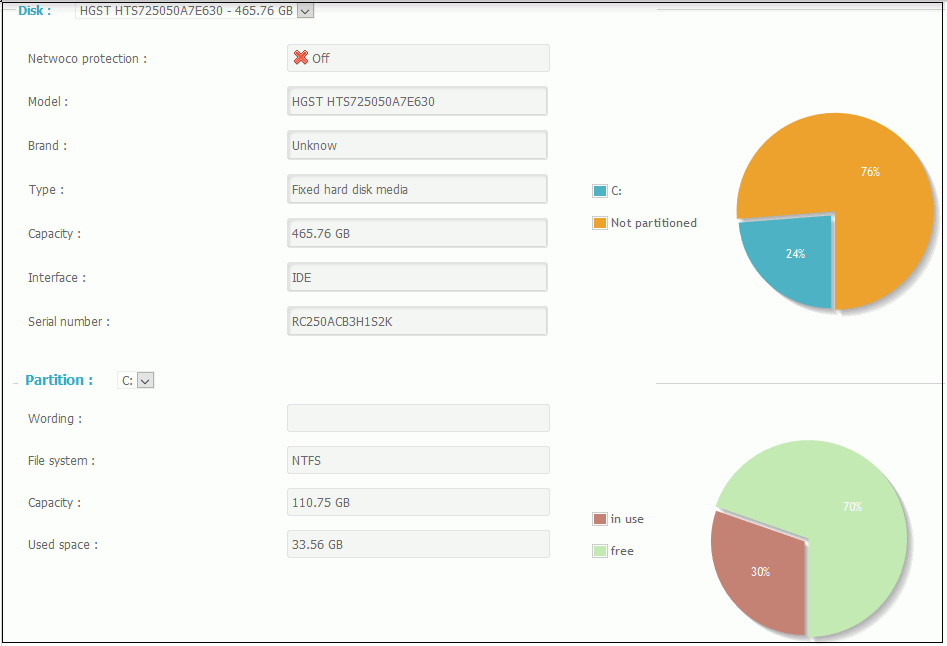 Disk : HGST HTS725050A7E630 - 465.76 GB
Netwoco protection : Off
Model : HGST HTS725050A7E630
Brand : Unknow
Type : Fixed hard disk media
Capacity : 465.76 GB
Interface : IDE
Serial number : RC250ACB3H1S2K
C:
Not partitioned
76%
24%
Partition : C:
Wording :
File system : NTFS
Capacity : 110.75 GB
Used space : 33.56 GB
in use
free
70%
30%